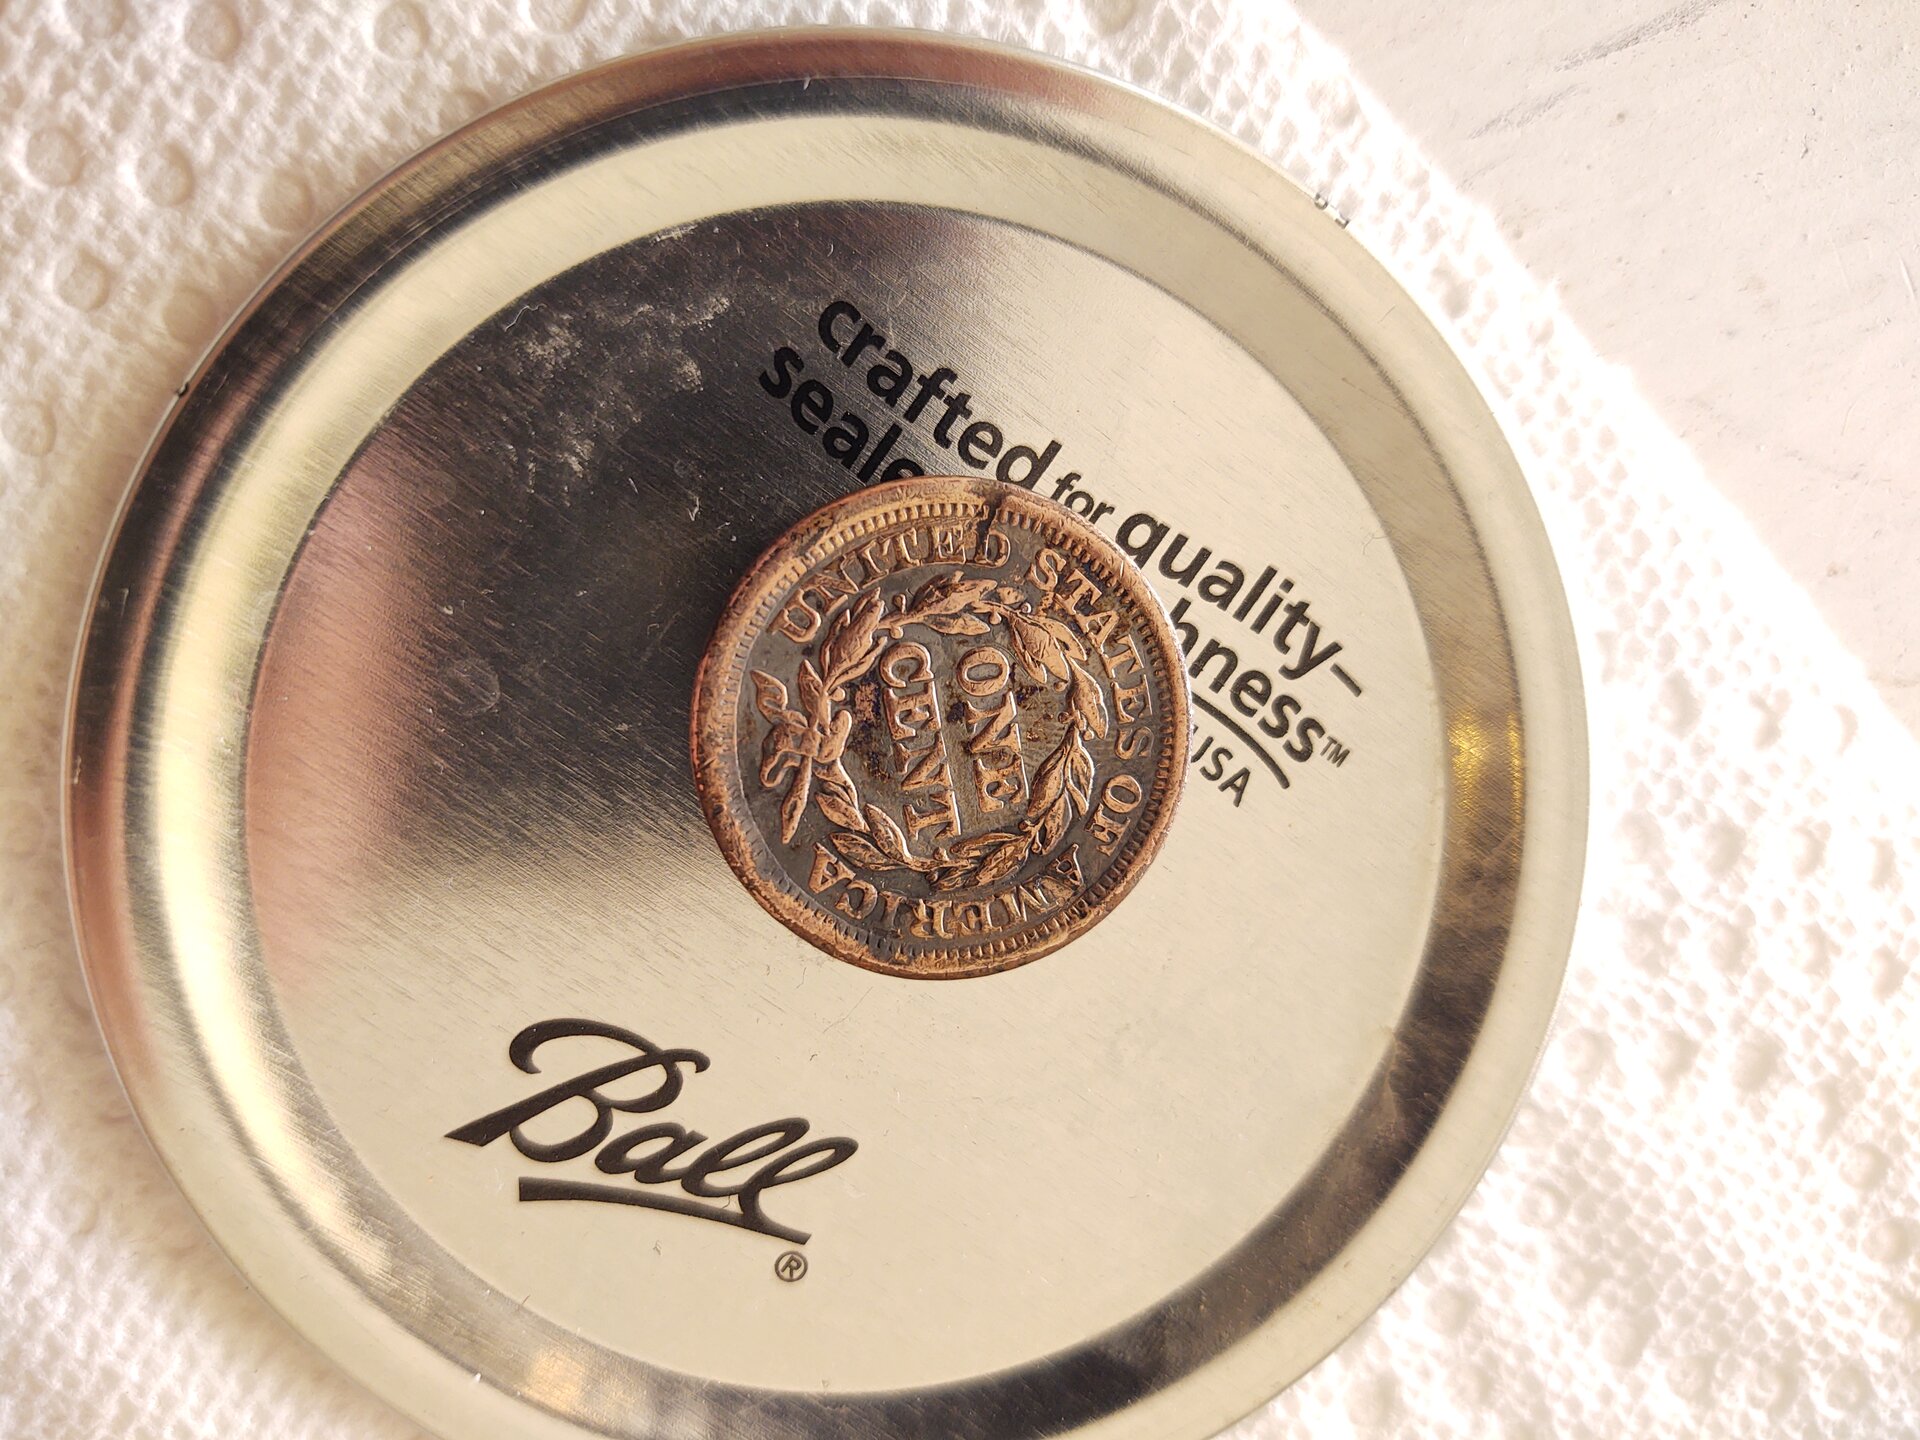 crafted for quality–
seale
hness™
USA
UNITED STATES OF AMERICA
ONE
CENT
Ball®